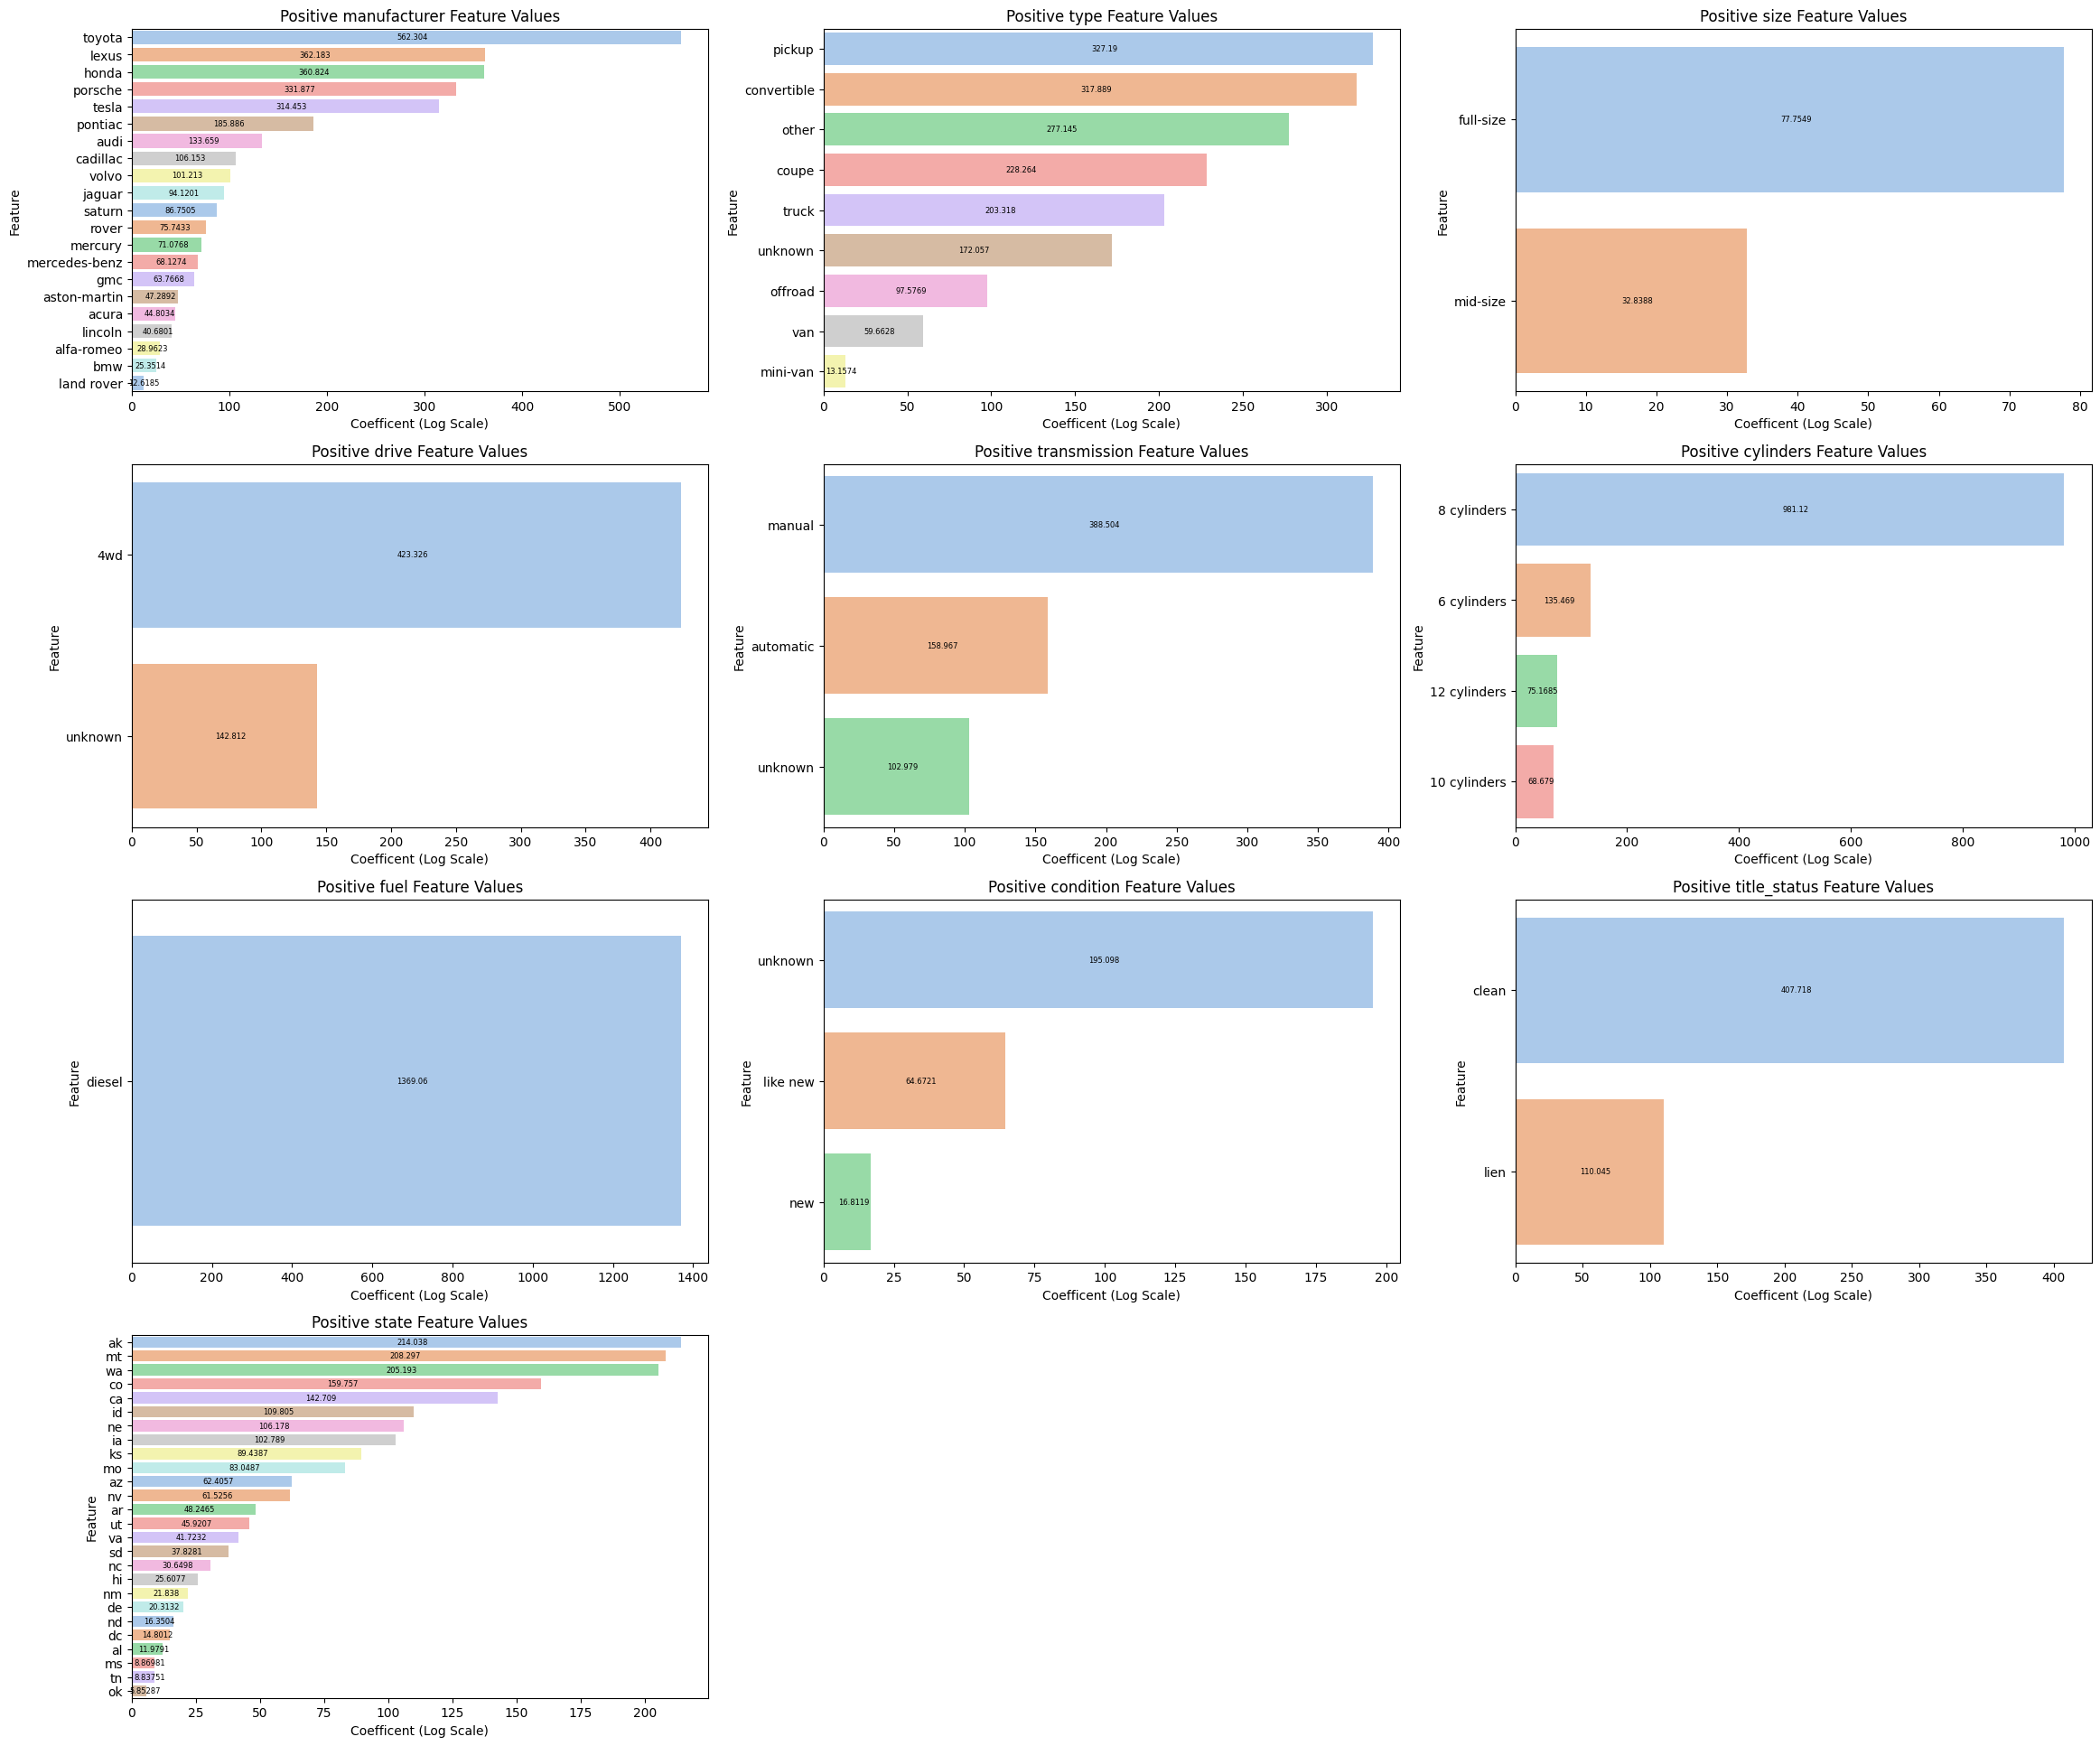 Positive manufacturer Feature Values
Feature
toyota 562.304
lexus 362.183
honda 360.824
porsche 331.877
tesla 314.453
pontiac 185.886
audi 133.659
cadillac 106.153
volvo 101.213
jaguar 94.1201
saturn 86.7505
rover 75.7433
mercury 71.0768
mercedes-benz 68.1274
gmc 63.7668
aston-martin 47.2892
acura 44.8034
lincoln 40.6801
alfa-romeo 28.9623
bmw 25.3514
land rover 12.6185
0 100 200 300 400 500
Coefficent (Log Scale)
Positive type Feature Values
Feature
pickup 327.19
convertible 317.889
other 277.145
coupe 228.264
truck 203.318
unknown 172.057
offroad 97.5769
van 59.6628
mini-van 13.1574
0 50 100 150 200 250 300
Coefficent (Log Scale)
Positive size Feature Values
Feature
full-size 77.7549
mid-size 32.8388
0 10 20 30 40 50 60 70 80
Coefficent (Log Scale)
Positive drive Feature Values
Feature
4wd 423.326
unknown 142.812
0 50 100 150 200 250 300 350 400
Coefficent (Log Scale)
Positive transmission Feature Values
Feature
manual 388.504
automatic 158.967
unknown 102.979
0 50 100 150 200 250 300 350 400
Coefficent (Log Scale)
Positive cylinders Feature Values
Feature
8 cylinders 981.12
6 cylinders 135.469
12 cylinders 75.1685
10 cylinders 68.679
0 200 400 600 800 1000
Coefficent (Log Scale)
Positive fuel Feature Values
Feature
diesel 1369.06
0 200 400 600 800 1000 1200 1400
Coefficent (Log Scale)
Positive condition Feature Values
Feature
unknown 195.098
like new 64.6721
new 16.8119
0 25 50 75 100 125 150 175 200
Coefficent (Log Scale)
Positive title_status Feature Values
Feature
clean 407.718
lien 110.045
0 50 100 150 200 250 300 350 400
Coefficent (Log Scale)
Positive state Feature Values
Feature
ak 214.038
mt 208.297
wa 205.193
co 159.757
ca 142.709
id 109.805
ne 106.178
ia 102.789
ks 89.4387
mo 83.0487
az 62.4057
nv 61.5256
ar 48.2465
ut 45.9207
va 41.7232
sd 37.8281
nc 30.6498
hi 25.6077
nm 21.838
de 20.3132
nd 16.3504
dc 14.8012
al 11.9791
ms 8.86981
tn 8.83751
ok 5.85287
0 25 50 75 100 125 150 175 200
Coefficent (Log Scale)